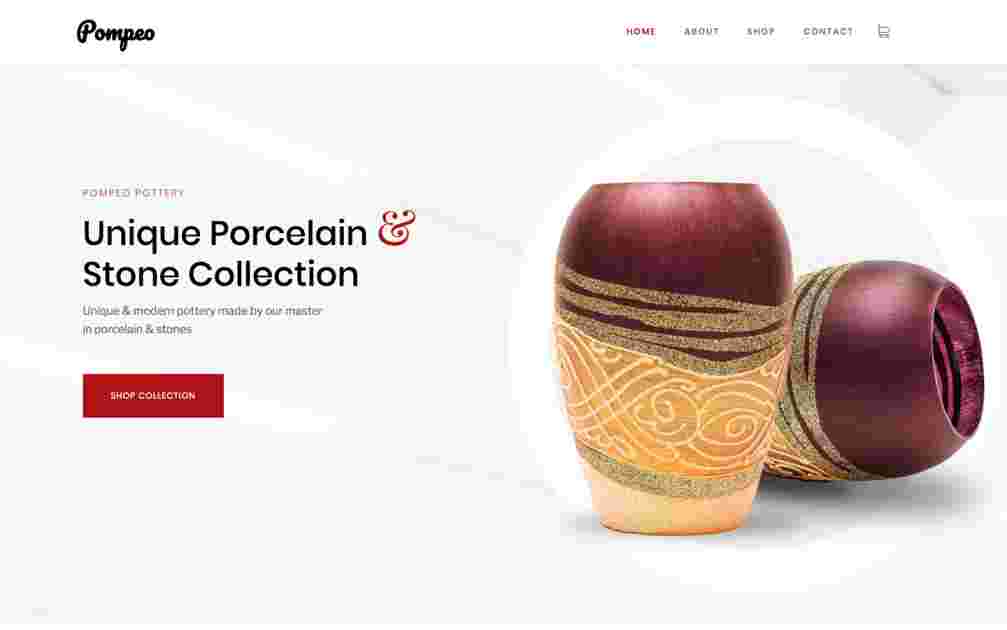 Pompeo
HOME ABOUT SHOP CONTACT
POMPEO POTTERY
Unique Porcelain &
Stone Collection
Unique & modern pottery made by our master
in porcelain & stones
SHOP COLLECTION